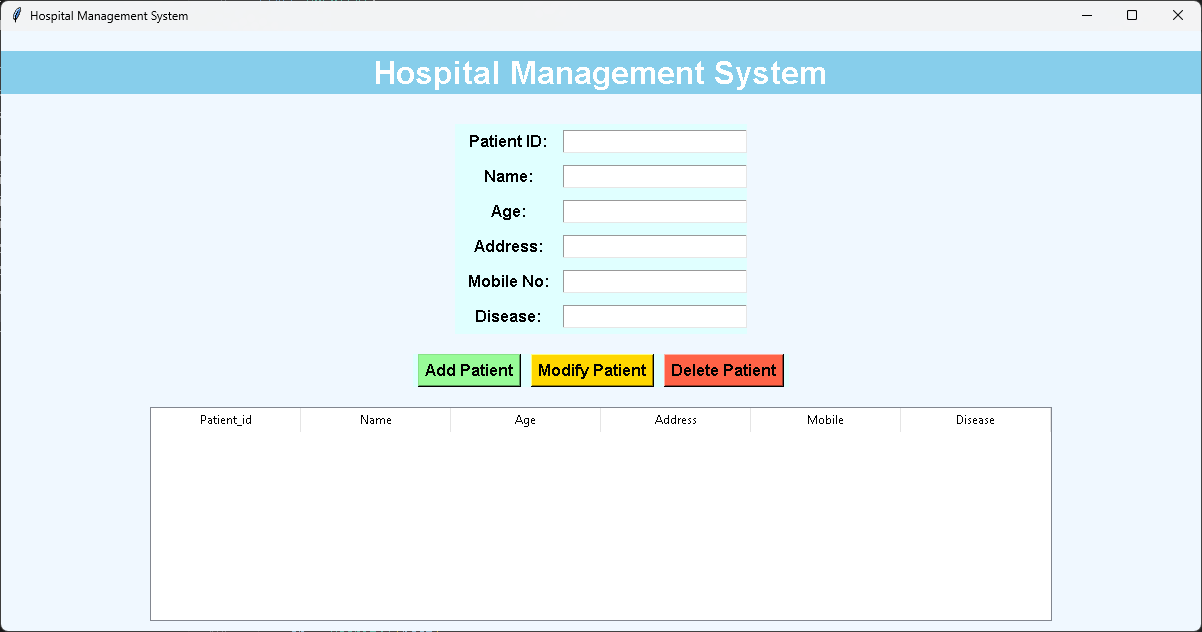 Hospital Management System
Hospital Management System
Patient ID:
Name:
Age:
Address:
Mobile No:
Disease:
Add Patient Modify Patient Delete Patient
Patient_id Name Age Address Mobile Disease